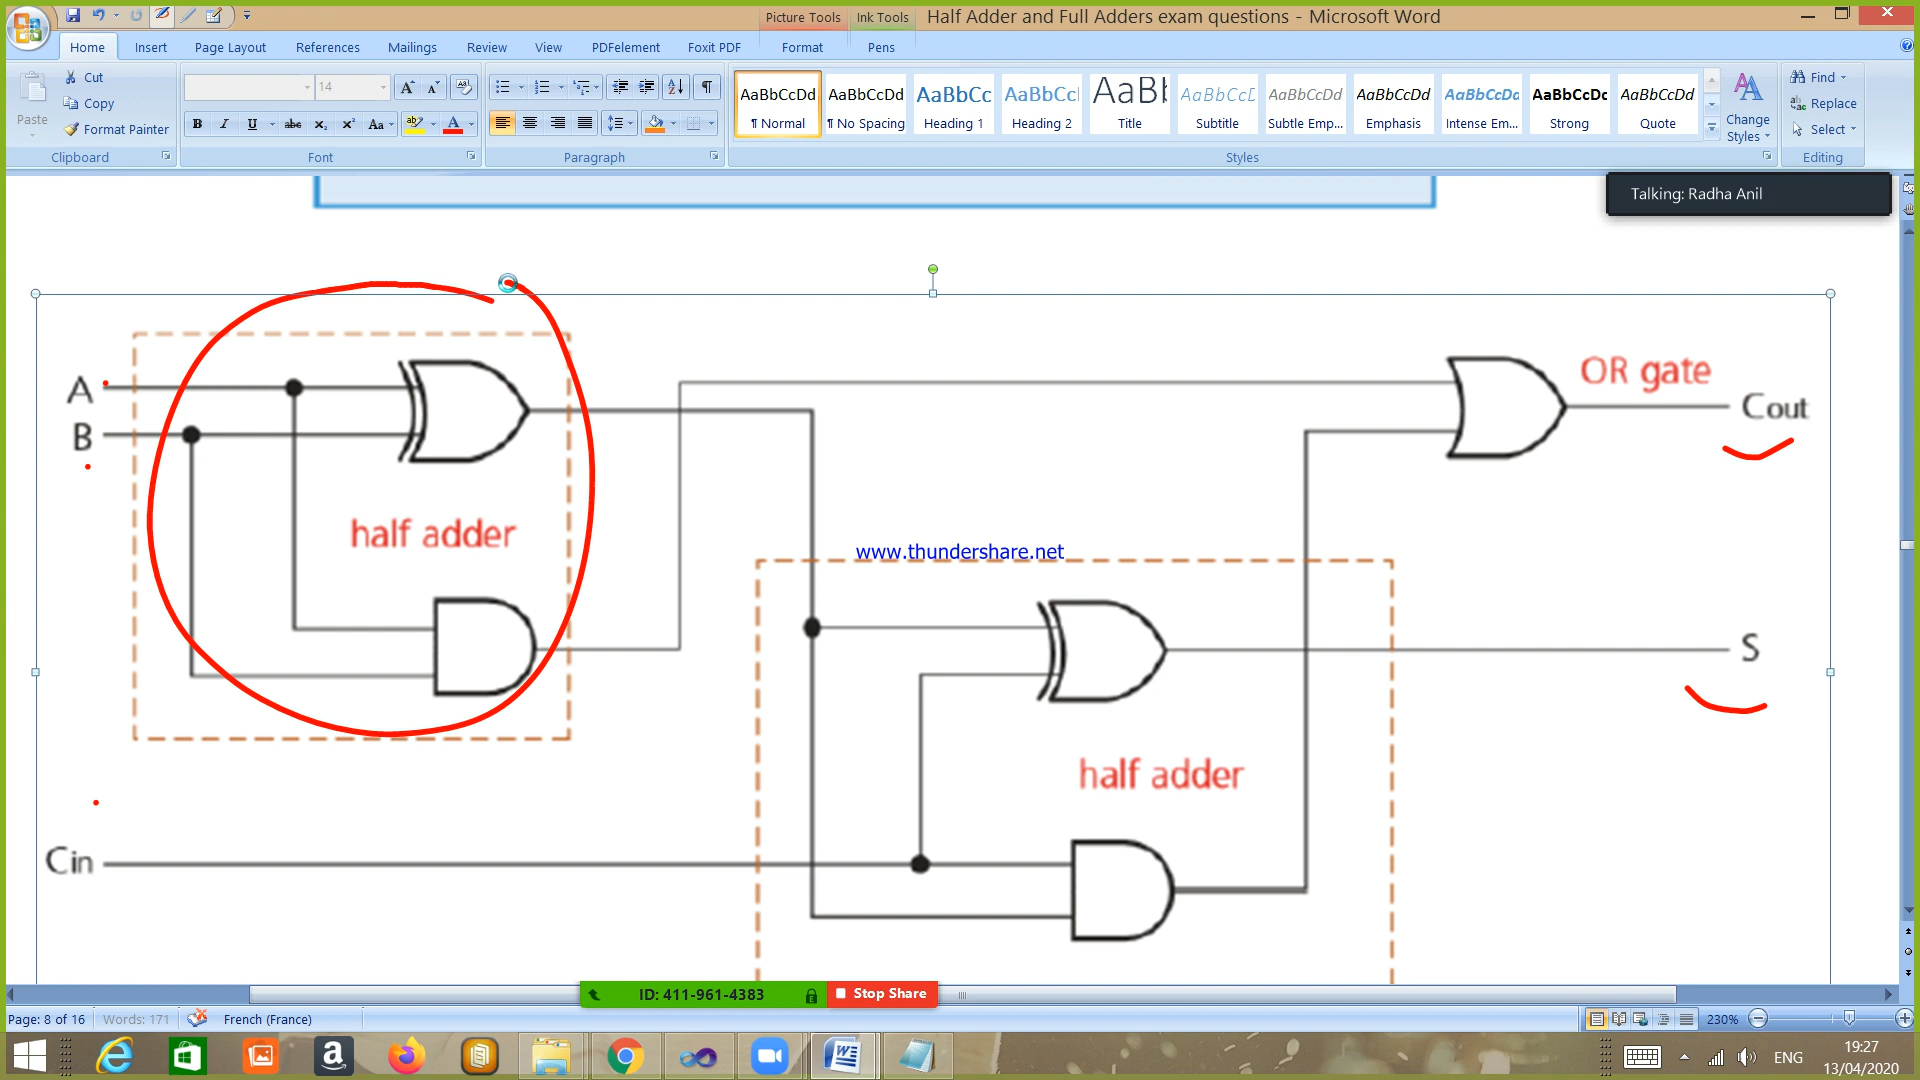 Picture Tools
Ink Tools
Half Adder and Full Adders exam questions - Microsoft Word
Home
Insert
Page Layout
References
Mailings
Review
View
PDFelement
Foxit PDF
Format
Pens
Paste
Cut
Copy
Format Painter
Clipboard
14
Font
Paragraph
AaBbCcDd
¶ Normal
AaBbCcDd
¶ No Spacing
AaBbCc
Heading 1
AaBbCc
Heading 2
AaBb
Title
AaBbCcD
Subtitle
AaBbCcDd
Subtle Emp...
AaBbCcDd
Emphasis
AaBbCcDd
Intense Em...
AaBbCcDd
Strong
AaBbCcDd
Quote
Change
Styles
Styles
Find
Replace
Select
Editing
Talking: Radha Anil
A
B
half adder
OR gate
Cout
www.thundershare.net
S
half adder
Cin
ID: 411-961-4383
Stop Share
Page: 8 of 16
Words: 171
French (France)
230%
ENG
19:27
13/04/2020